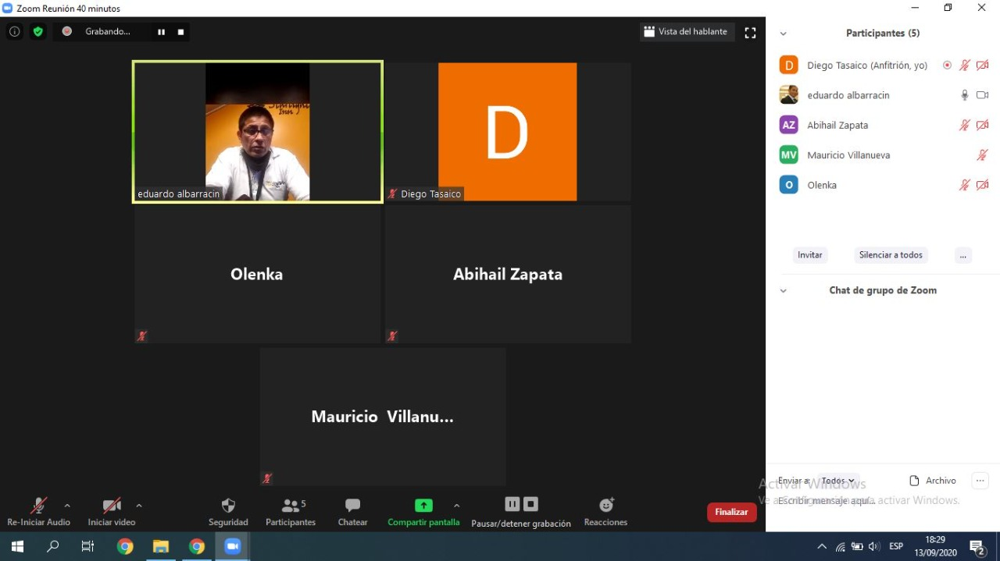 Zoom Reunión 40 minutos
Grabando...
Vista del hablante
Inn
eduardo albarracin
D
Diego Tasaico
Olenka
Abihail Zapata
Mauricio Villanu...
Participantes (5)
D Diego Tasaico (Anfitrión, yo)
eduardo albarracin
AZ Abihail Zapata
MV Mauricio Villanueva
O Olenka
Invitar Silenciar a todos ...
Chat de grupo de Zoom
Enviar a: Todos Archivo ...
Activar Windows
Escribir mensaje aquí...
Ve a Configuración para activar Windows.
Re-Iniciar Audio
Iniciar video
Seguridad
5
Participantes
Chatear
Compartir pantalla
Pausar/detener grabación
Reacciones
Finalizar
ESP
18:29
13/09/2020
2